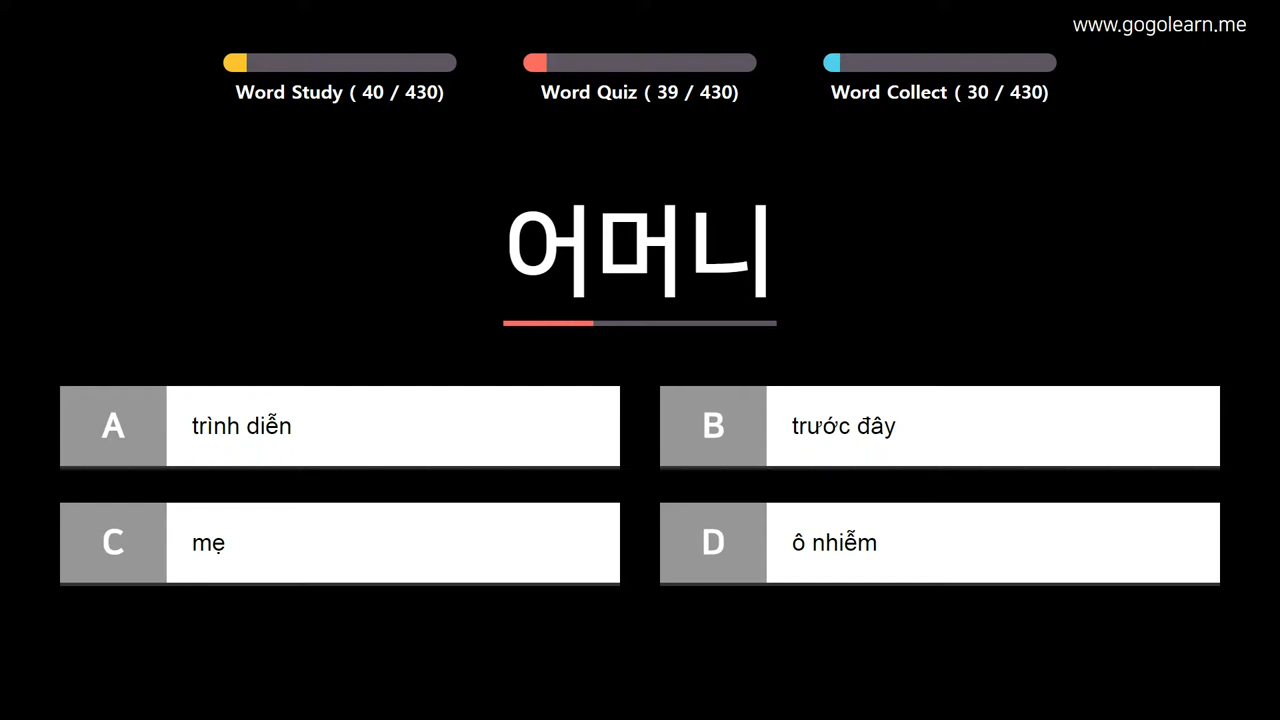 www.gogolearn.me
Word Study ( 40 / 430)
Word Quiz ( 39 / 430)
Word Collect ( 30 / 430)
어머니
A trình diễn
B trước đây
C mẹ
D ô nhiễm